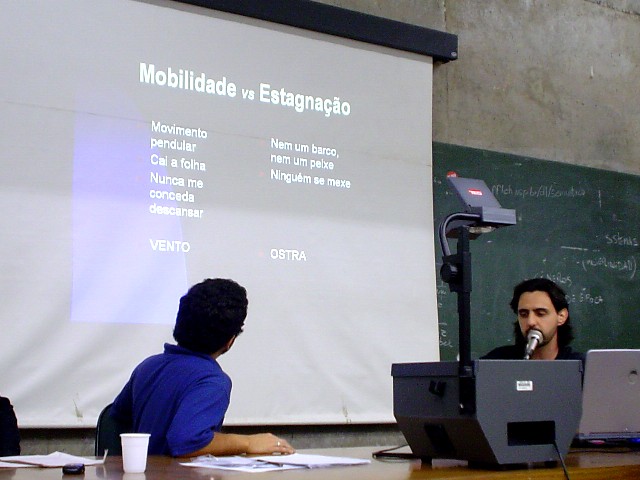 Mobilidade vs Estagnação
Movimento
pendular
Cai a folha
Nunca me
conceda
descansar
VENTO
Nem um barco,
nem um peixe
Ninguém se mexe
OSTRA